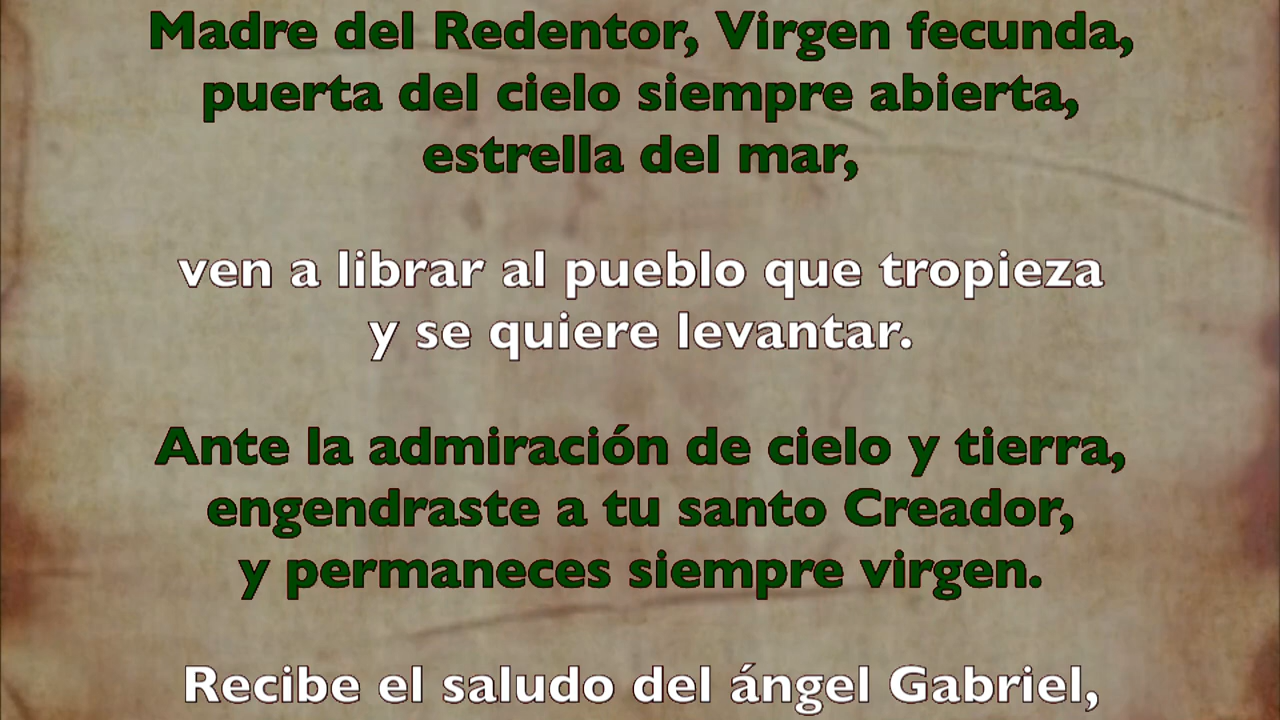 Madre del Redentor, Virgen fecunda,
puerta del cielo siempre abierta,
estrella del mar,
ven a librar al pueblo que tropieza
y se quiere levantar.
Ante la admiración de cielo y tierra,
engendraste a tu santo Creador,
y permaneces siempre virgen.
Recibe el saludo del ángel Gabriel,